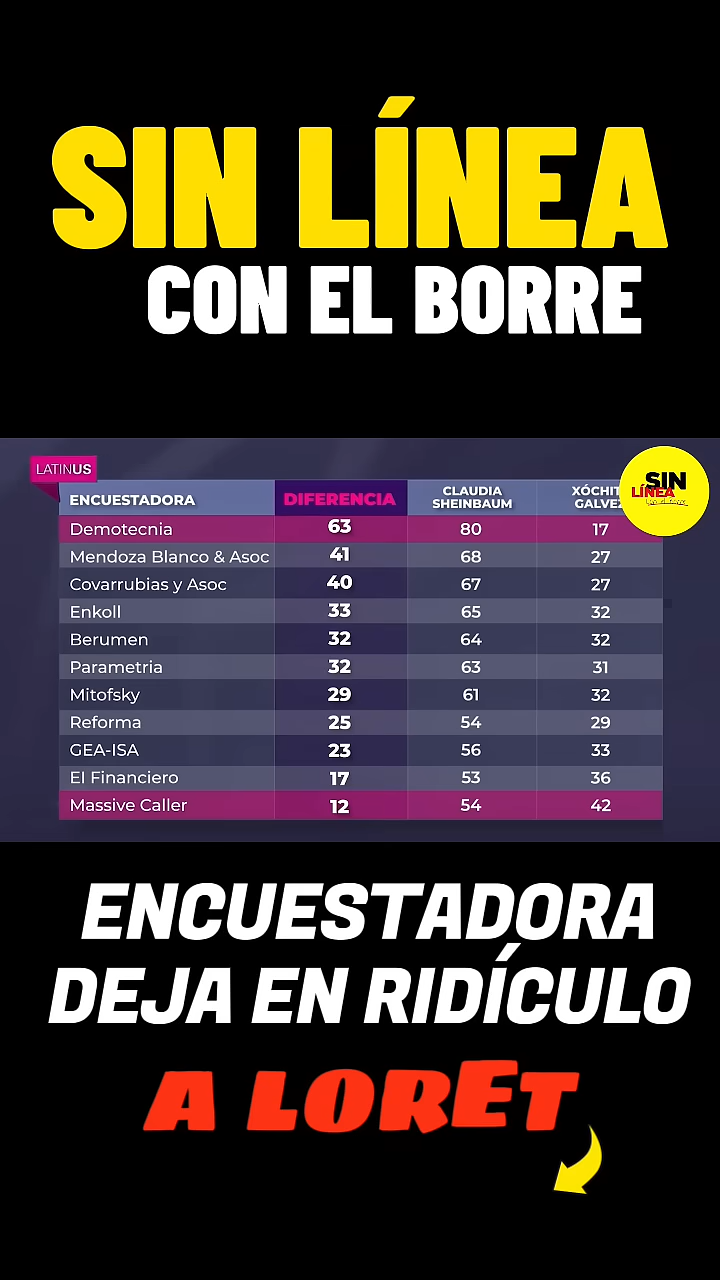 SIN LÍNEA
CON EL BORRE
LATINUS
SIN
LÍNEA
ENCUESTADORA DIFERENCIA CLAUDIA SHEINBAUM
Demotecnia 63 80 17
Mendoza Blanco & Asoc 41 68 27
Covarrubias y Asoc 40 67 27
Enkoll 33 65 32
Berumen 32 64 32
Parametria 32 63 31
Mitofsky 29 61 32
Reforma 25 54 29
GEA-ISA 23 56 33
El Financiero 17 53 36
Massive Caller 12 54 42
ENCUESTADORA
DEJA EN RIDÍCULO
A LORET